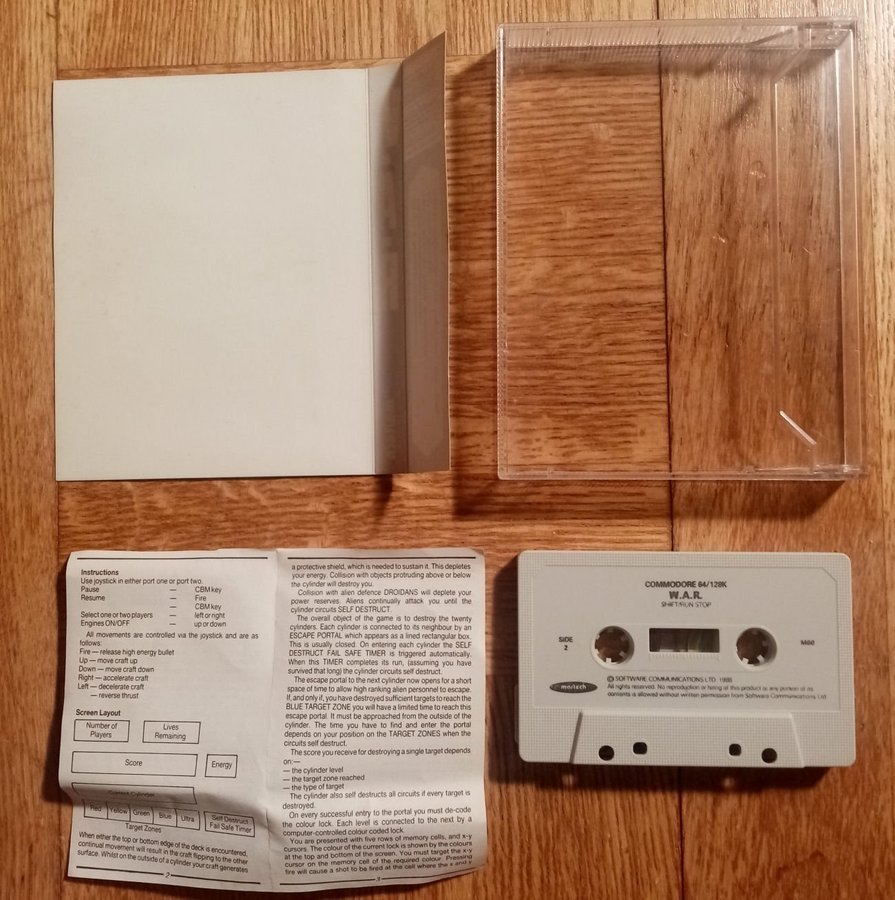 Instructions
Use joystick in either port one or port two.
Pause — CBM key
Resume — Fire
— CBM key
Select one or two players — left or right
Engines ON/OFF — up or down
All movements are controlled via the joystick and are as
follows:
Fire — release high energy bullet
Up — move craft up
Down — move craft down
Right — accelerate craft
Left — decelerate craft
— reverse thrust
Screen Layout
Number of Players
Lives Remaining
Score
Energy
Current Cylinder
Red Yellow Green Blue Ultra
Self Destruct Fail Safe Timer
Target Zones
When either the top or bottom edge of the deck is encountered,
continual movement will result in the craft flipping to the other
surface. Whilst on the outside of a cylinder your craft generates
2
a protective shield, which is needed to sustain it. This depletes
your energy. Collision with objects protruding above or below
the cylinder will destroy you.
Collision with alien defence DROIDANS will deplete your
power reserves. Aliens continually attack you until the
cylinder circuits SELF DESTRUCT.
The overall object of the game is to destroy the twenty
cylinders. Each cylinder is connected to its neighbour by an
ESCAPE PORTAL which appears as a lined rectangular box.
This is usually closed. On entering each cylinder the SELF
DESTRUCT FAIL SAFE TIMER is triggered automatically.
When this TIMER completes its run, (assuming you have
survived that long) the cylinder circuits self destruct.
The escape portal to the next cylinder now opens for a short
space of time to allow high ranking alien personnel to escape.
If, and only if, you have destroyed sufficient targets to reach the
BLUE TARGET ZONE you will have a limited time to reach this
escape portal. It must be approached from the outside of the
cylinder. The time you have to find and enter the portal
depends on your position on the TARGET ZONES when the
circuits self destruct.
The score you receive for destroying a single target depends
on:—
— the cylinder level
— the target zone reached
— the type of target
The cylinder also self destructs all circuits if every target is
destroyed.
On every successful entry to the portal you must de-code
the colour lock. Each level is connected to the next by a
computer-controlled colour coded lock.
You are presented with five rows of memory cells, and x-y
cursors. The colour of the current lock is shown by the colours
at the top and bottom of the screen. You must target the x-y
cursor on the memory cell of the required colour. Pressing
fire will cause a shot to be fired at the cell where the x and y
3
COMMODORE 64/128K
W.A.R.
SHIFT/RUN STOP
SIDE
2
M80
martech
© SOFTWARE COMMUNICATIONS LTD. 1988
All rights reserved. No reproduction or hiring of this product or any portion of its
contents is allowed without written permission from Software Communications Ltd